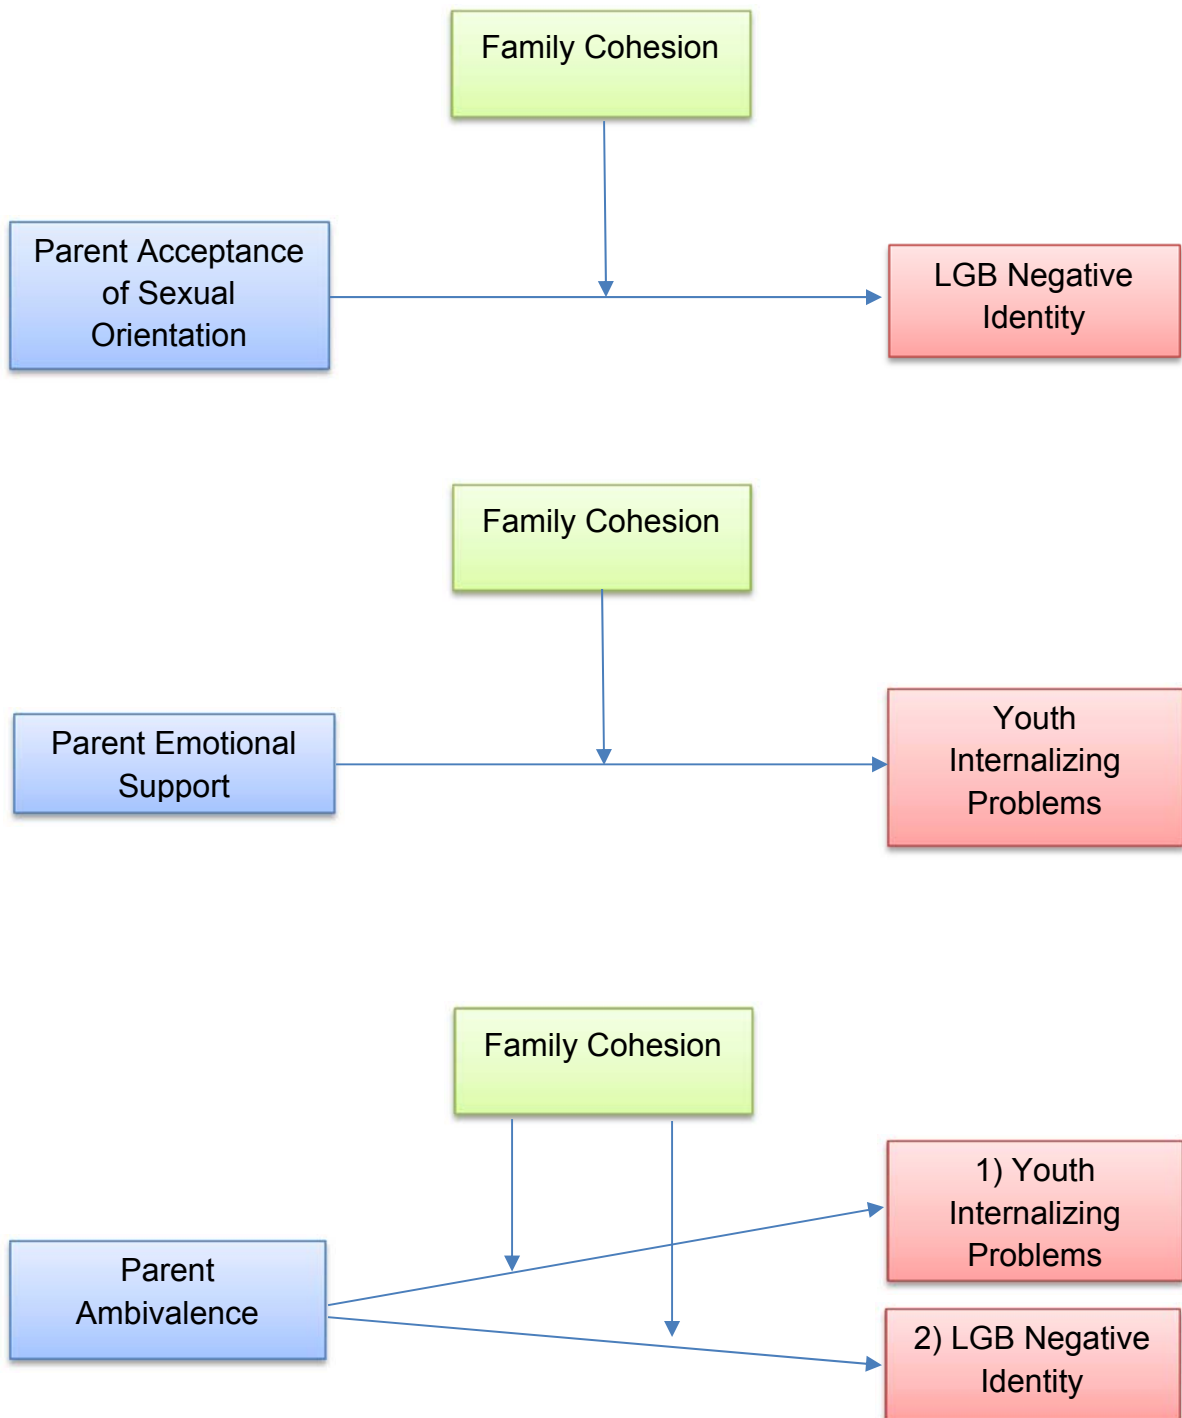 Family Cohesion
Parent Acceptance
of Sexual
Orientation
LGB Negative
Identity
Family Cohesion
Parent Emotional
Support
Youth
Internalizing
Problems
Family Cohesion
1) Youth
Internalizing
Problems
Parent
Ambivalence
2) LGB Negative
Identity